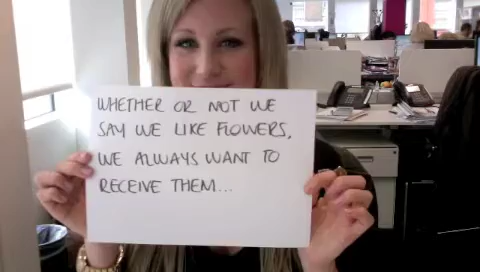 WHETHER OR NOT WE
SAY WE LIKE FLOWERS,
WE ALWAYS WANT TO
RECEIVE THEM...